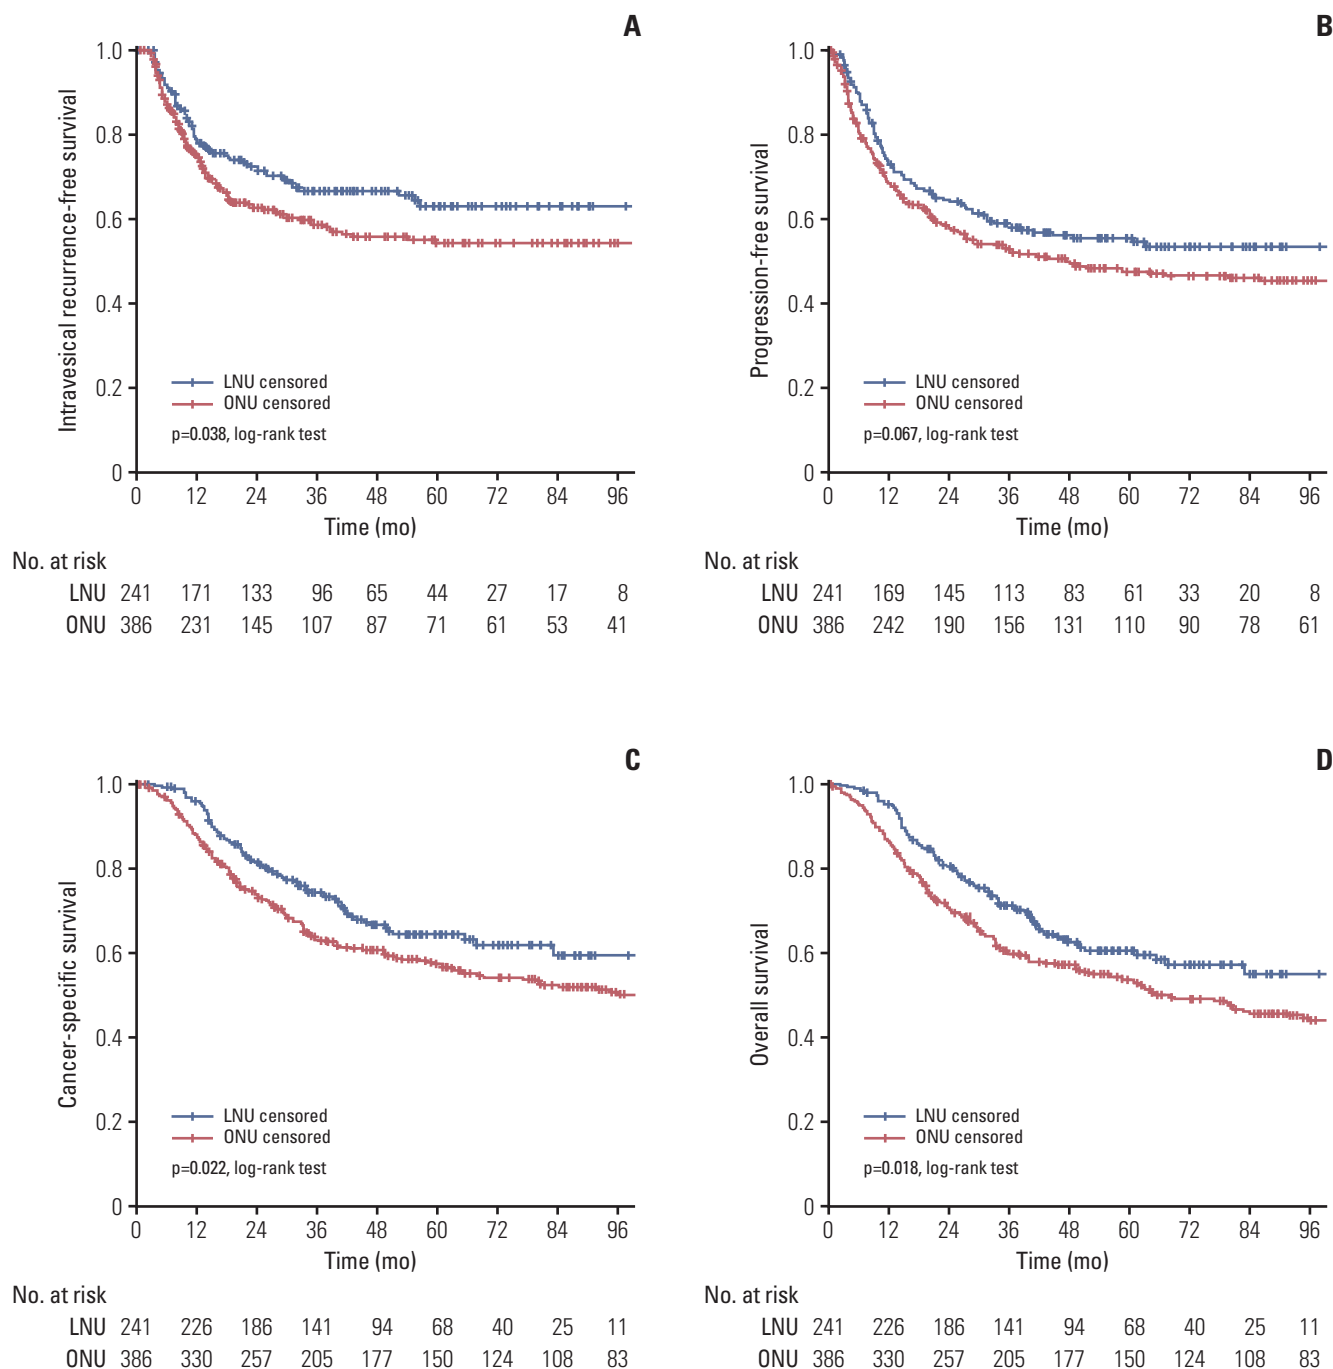 A
Intravesical recurrence-free survival
1.0
0.8
0.6
0.4
0.2
0
LNU censored
ONU censored
p=0.038, log-rank test
0 12 24 36 48 60 72 84 96
Time (mo)
No. at risk
LNU 241 171 133 96 65 44 27 17 8
ONU 386 231 145 107 87 71 61 53 41
B
Progression-free survival
1.0
0.8
0.6
0.4
0.2
0
LNU censored
ONU censored
p=0.067, log-rank test
0 12 24 36 48 60 72 84 96
Time (mo)
No. at risk
LNU 241 169 145 113 83 61 33 20 8
ONU 386 242 190 156 131 110 90 78 61
C
Cancer-specific survival
1.0
0.8
0.6
0.4
0.2
0
LNU censored
ONU censored
p=0.022, log-rank test
0 12 24 36 48 60 72 84 96
Time (mo)
No. at risk
LNU 241 226 186 141 94 68 40 25 11
ONU 386 330 257 205 177 150 124 108 83
D
Overall survival
1.0
0.8
0.6
0.4
0.2
0
LNU censored
ONU censored
p=0.018, log-rank test
0 12 24 36 48 60 72 84 96
Time (mo)
No. at risk
LNU 241 226 186 141 94 68 40 25 11
ONU 386 330 257 205 177 150 124 108 83